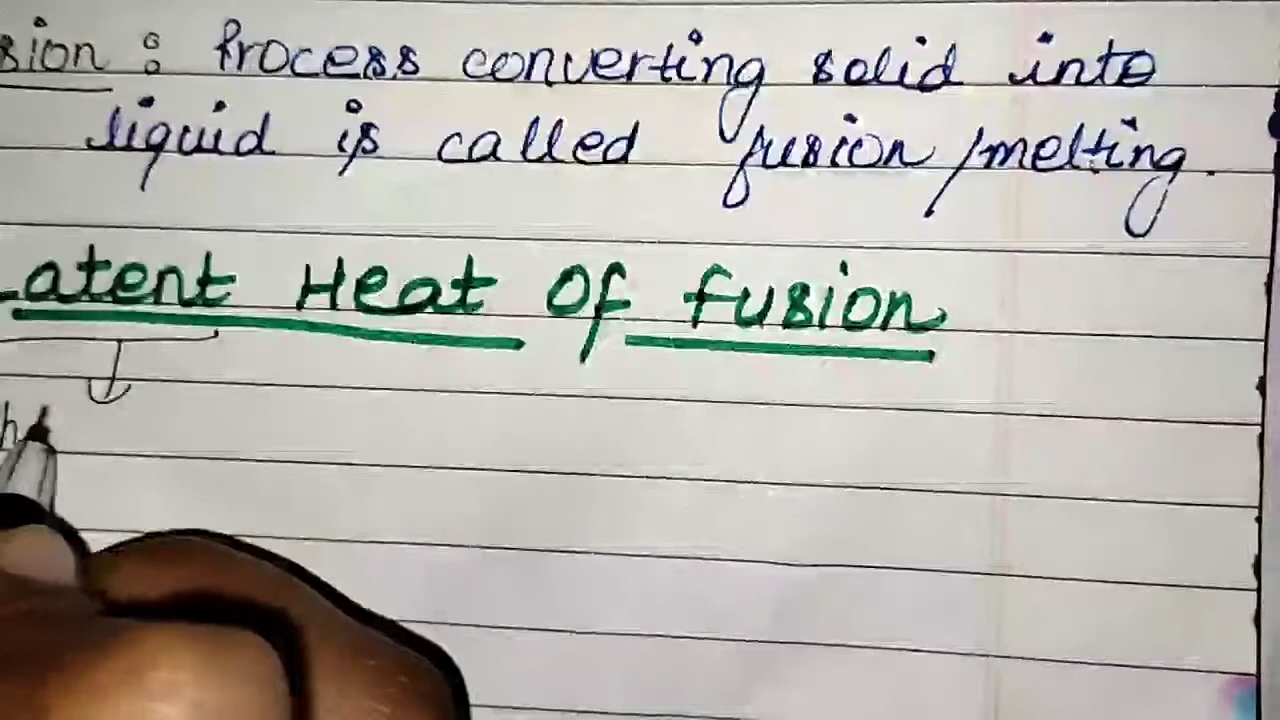 sion : Process converting solid into
liquid is called fusion/melting.
Latent Heat Of fusion
h